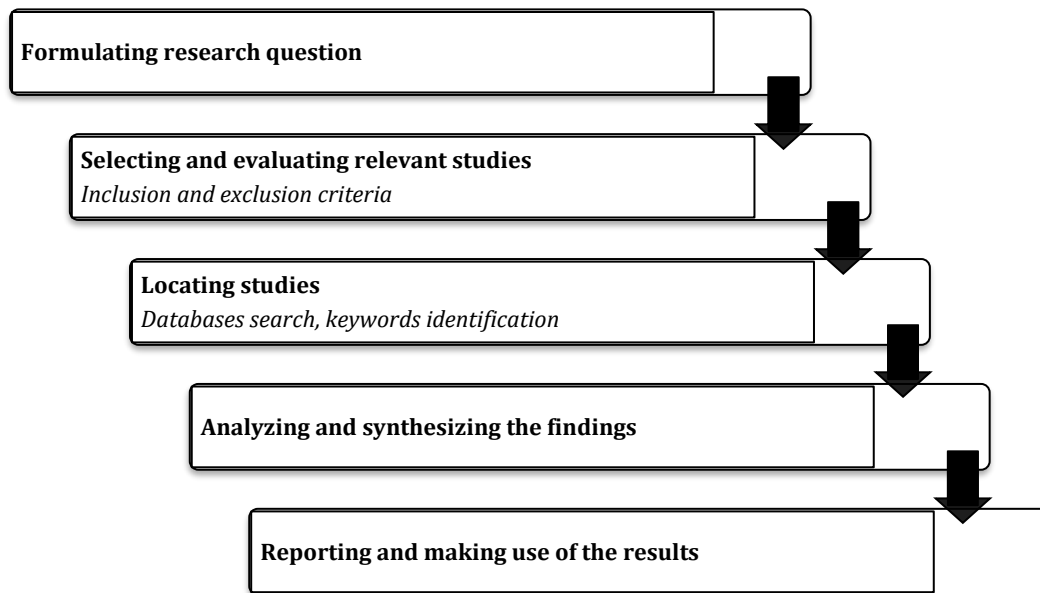 Formulating research question
Selecting and evaluating relevant studies
Inclusion and exclusion criteria
Locating studies
Databases search, keywords identification
Analyzing and synthesizing the findings
Reporting and making use of the results